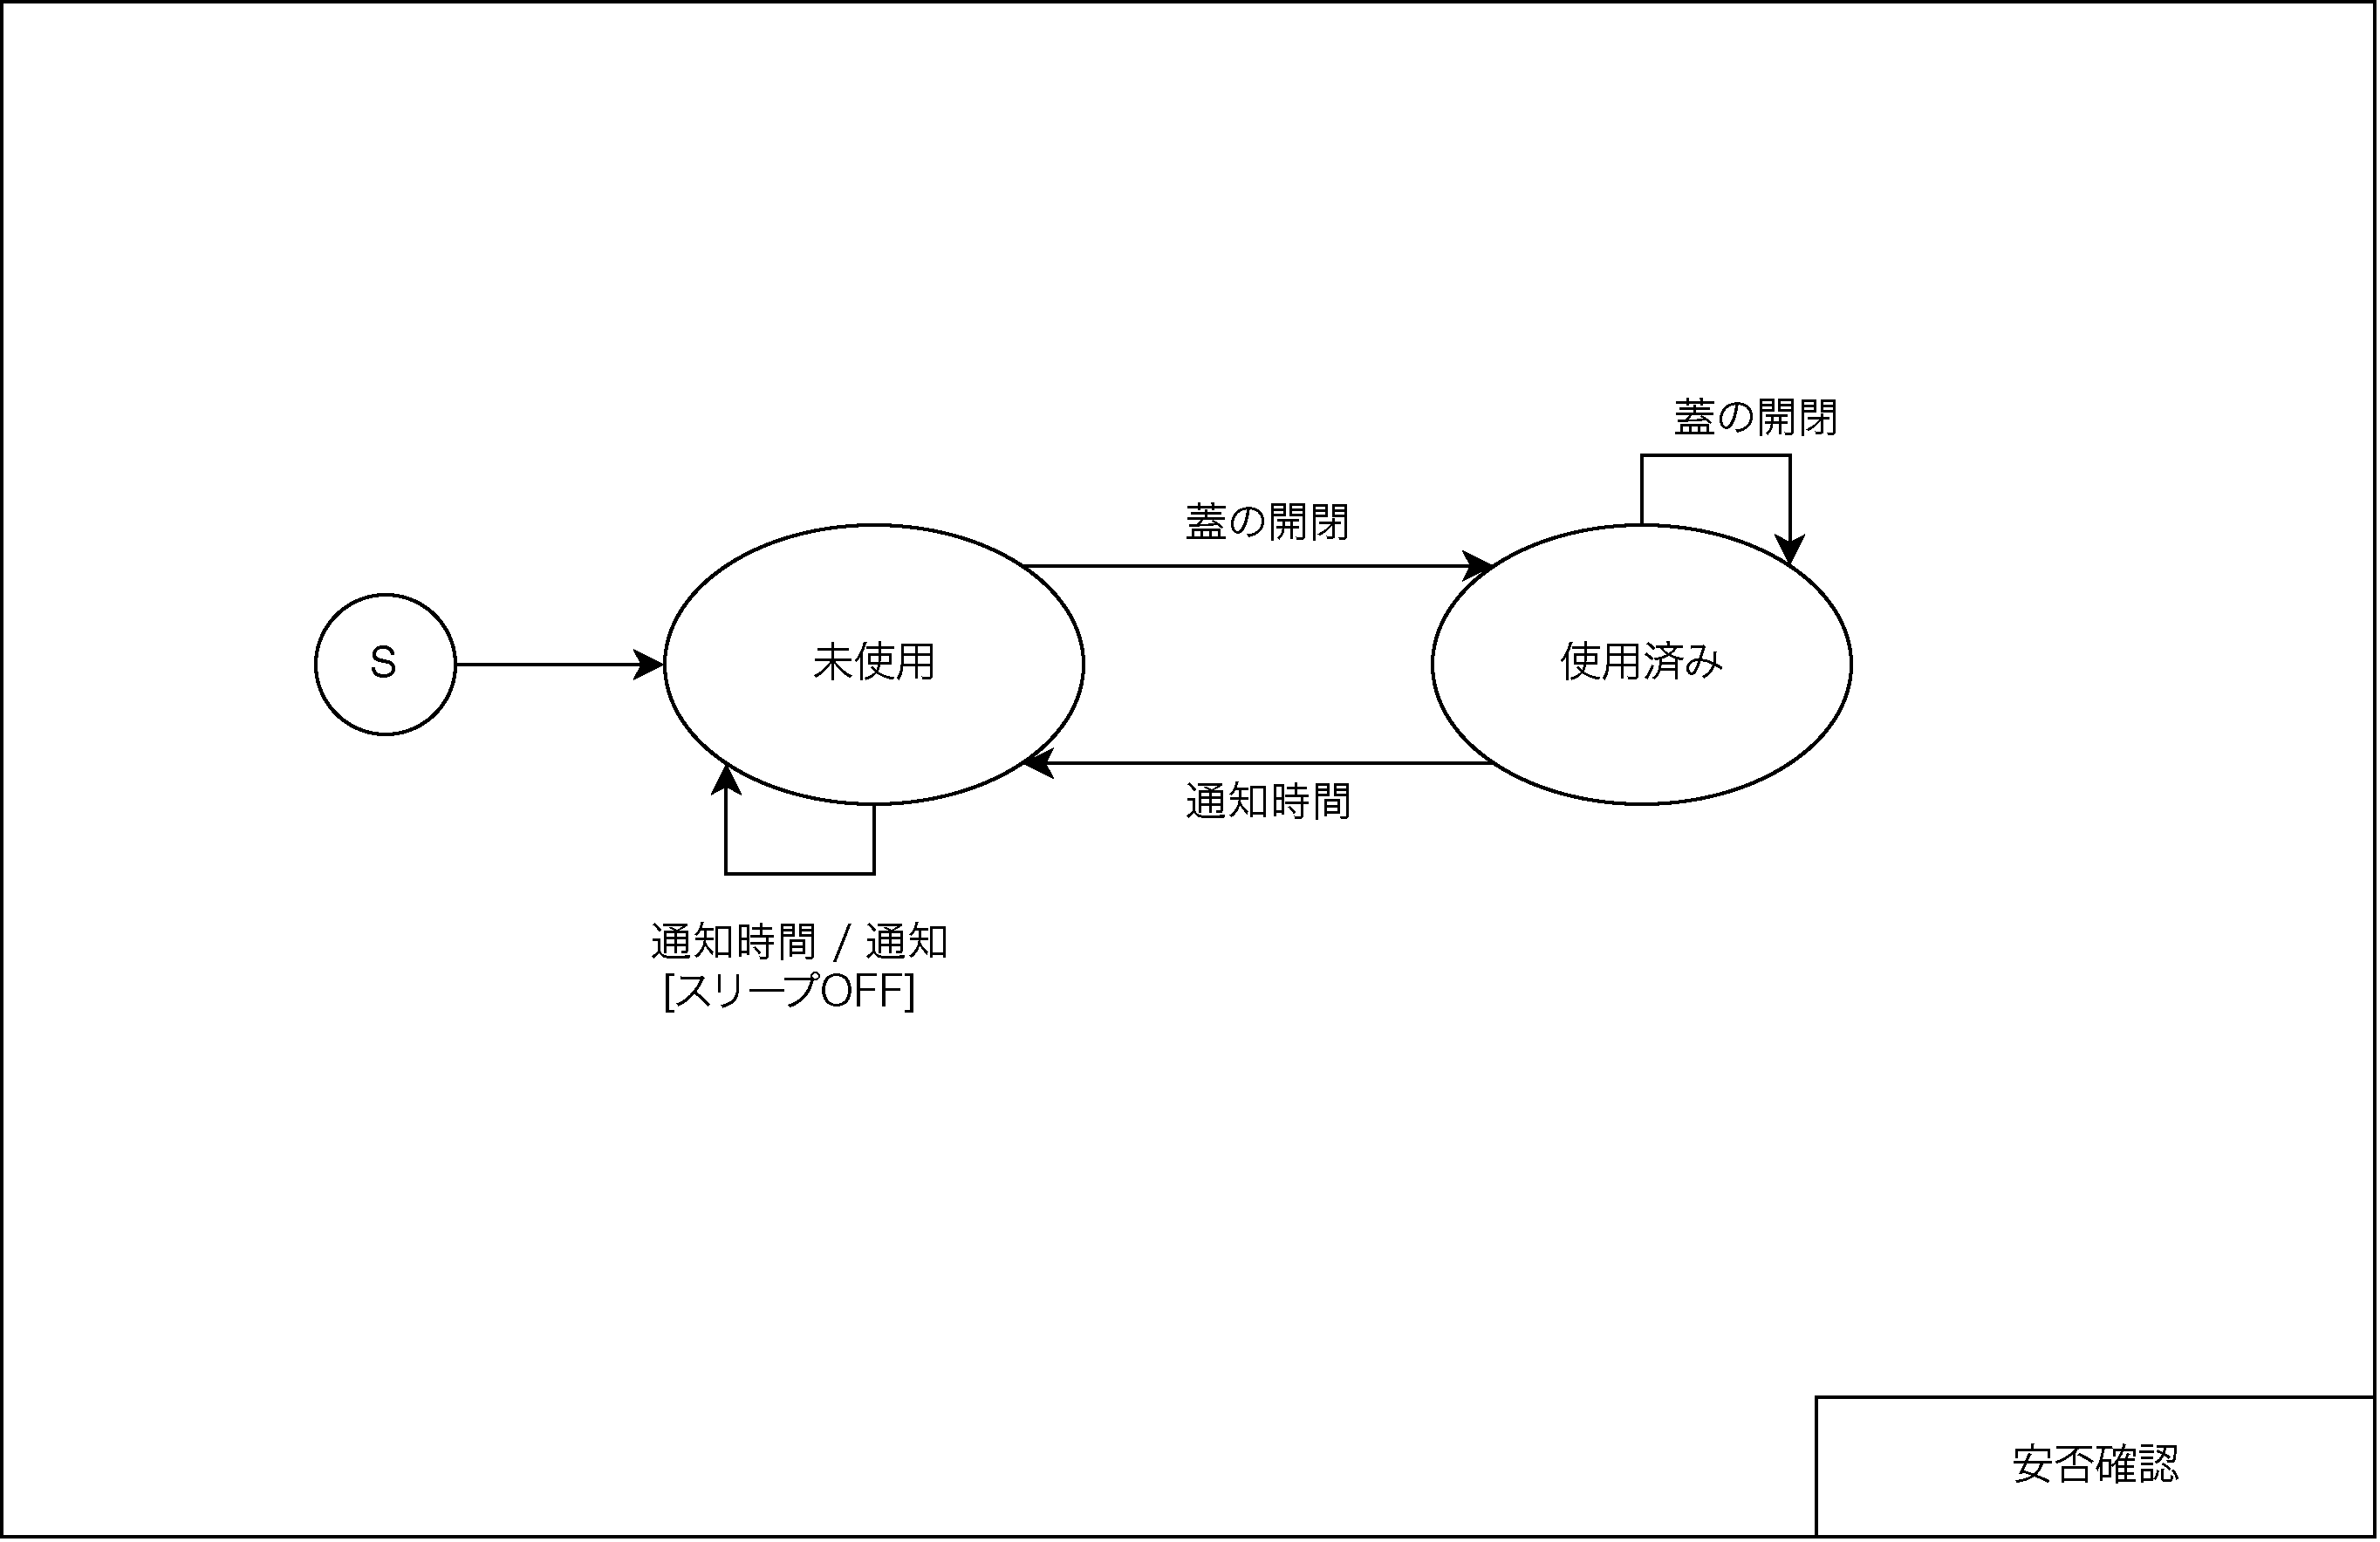 蓋の開閉
蓋の開閉
S
未使用
使用済み
通知時間
通知時間 / 通知
[スリープOFF]
安否確認